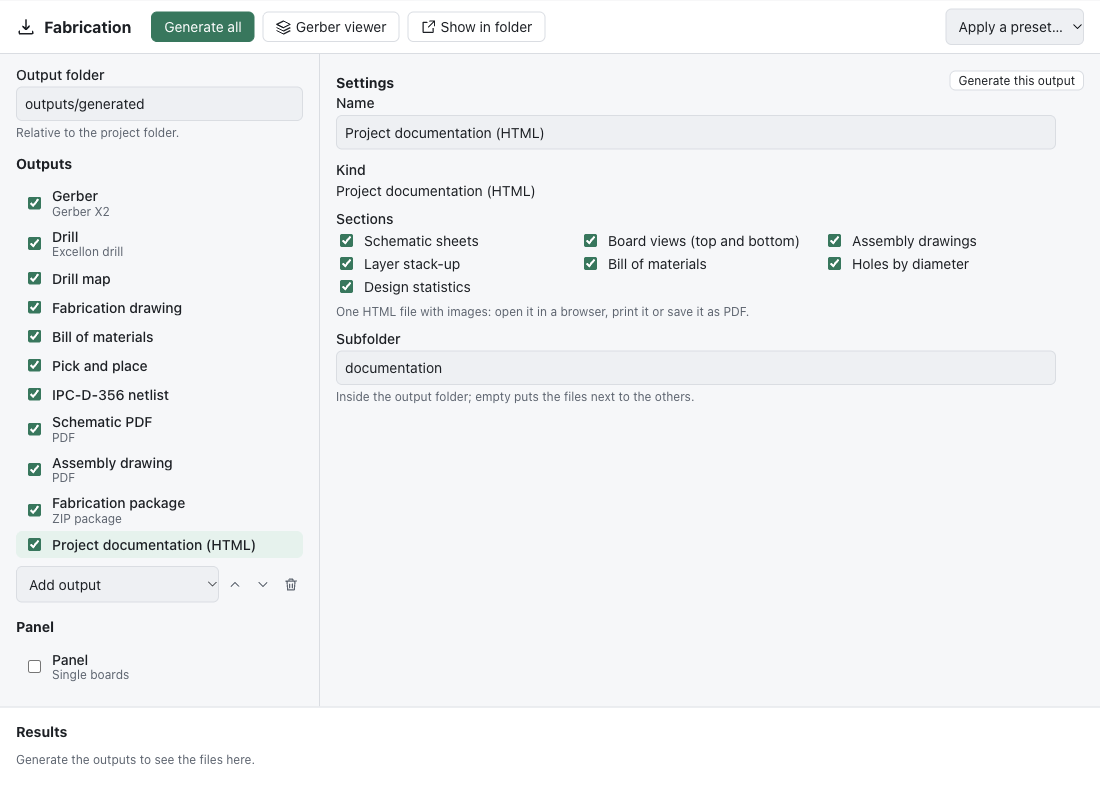 Fabrication
Generate all
Gerber viewer
Show in folder
Apply a preset...
Output folder
outputs/generated
Relative to the project folder.
Outputs
Gerber
Gerber X2
Drill
Excellon drill
Drill map
Fabrication drawing
Bill of materials
Pick and place
IPC-D-356 netlist
Schematic PDF
PDF
Assembly drawing
PDF
Fabrication package
ZIP package
Project documentation (HTML)
Add output
Panel
Panel
Single boards
Settings
Generate this output
Name
Project documentation (HTML)
Kind
Project documentation (HTML)
Sections
Schematic sheets
Board views (top and bottom)
Assembly drawings
Layer stack-up
Bill of materials
Holes by diameter
Design statistics
One HTML file with images: open it in a browser, print it or save it as PDF.
Subfolder
documentation
Inside the output folder; empty puts the files next to the others.
Results
Generate the outputs to see the files here.